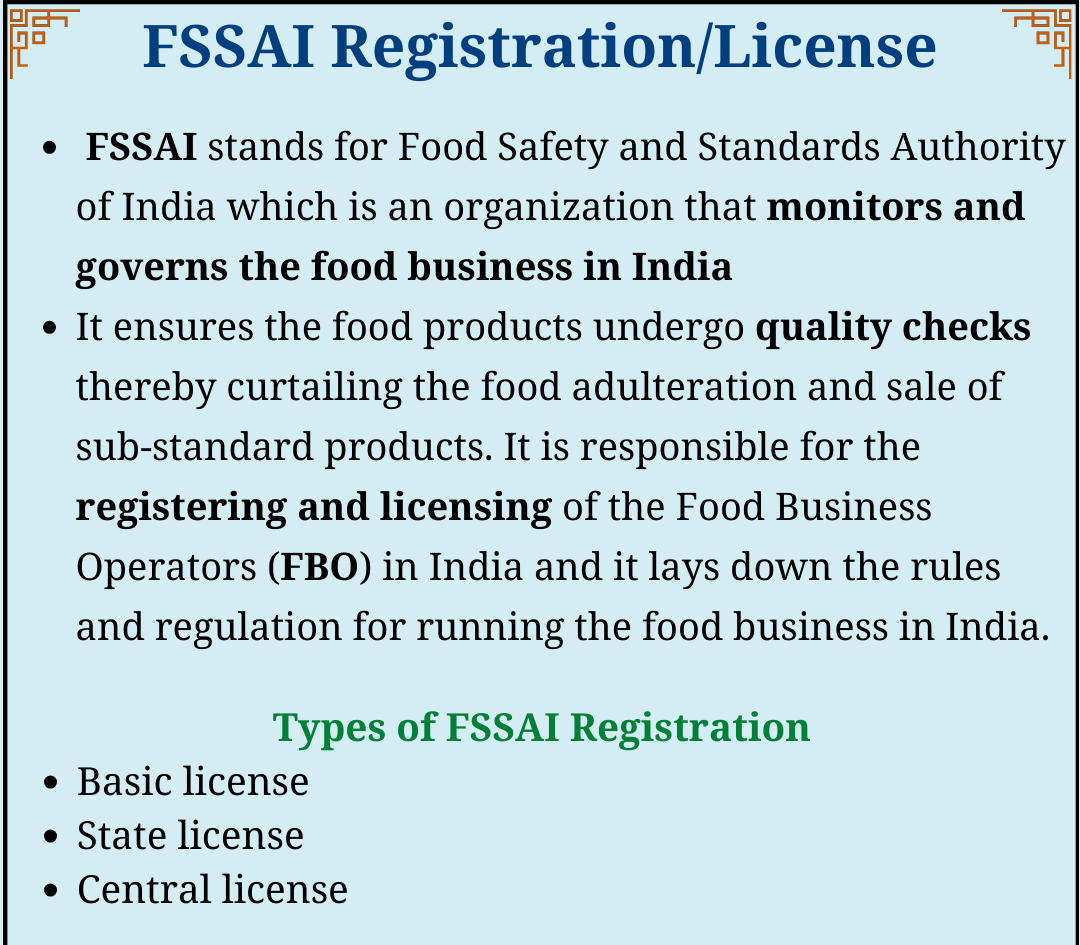 FSSAI Registration/License
• FSSAI stands for Food Safety and Standards Authority
of India which is an organization that monitors and
governs the food business in India
• It ensures the food products undergo quality checks
thereby curtailing the food adulteration and sale of
sub-standard products. It is responsible for the
registering and licensing of the Food Business
Operators (FBO) in India and it lays down the rules
and regulation for running the food business in India.
Types of FSSAI Registration
• Basic license
• State license
• Central license